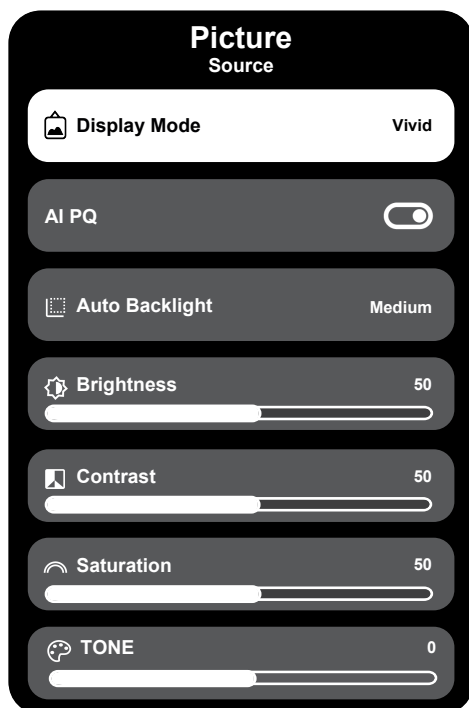 Picture
Source
Display Mode Vivid
AI PQ
Auto Backlight Medium
Brightness 50
Contrast 50
Saturation 50
TONE 0